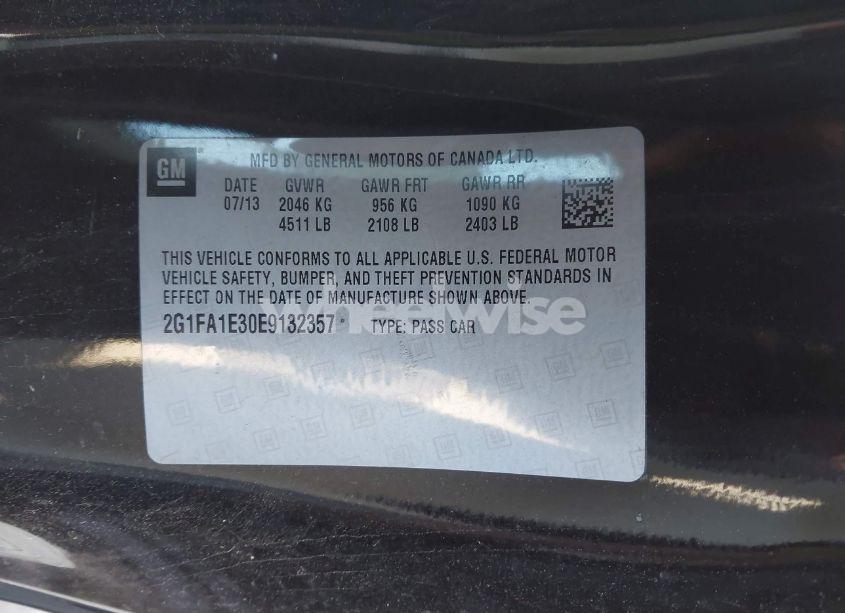 GM
MFD BY GENERAL MOTORS OF CANADA LTD.
DATE GVWR GAWR FRT GAWR RR
07/13 2046 KG 956 KG 1090 KG
4511 LB 2108 LB 2403 LB
THIS VEHICLE CONFORMS TO ALL APPLICABLE U.S. FEDERAL MOTOR
VEHICLE SAFETY, BUMPER, AND THEFT PREVENTION STANDARDS IN
EFFECT ON THE DATE OF MANUFACTURE SHOWN ABOVE.
wheelwise
2G1FA1E30E9132357 * TYPE: PASS CAR